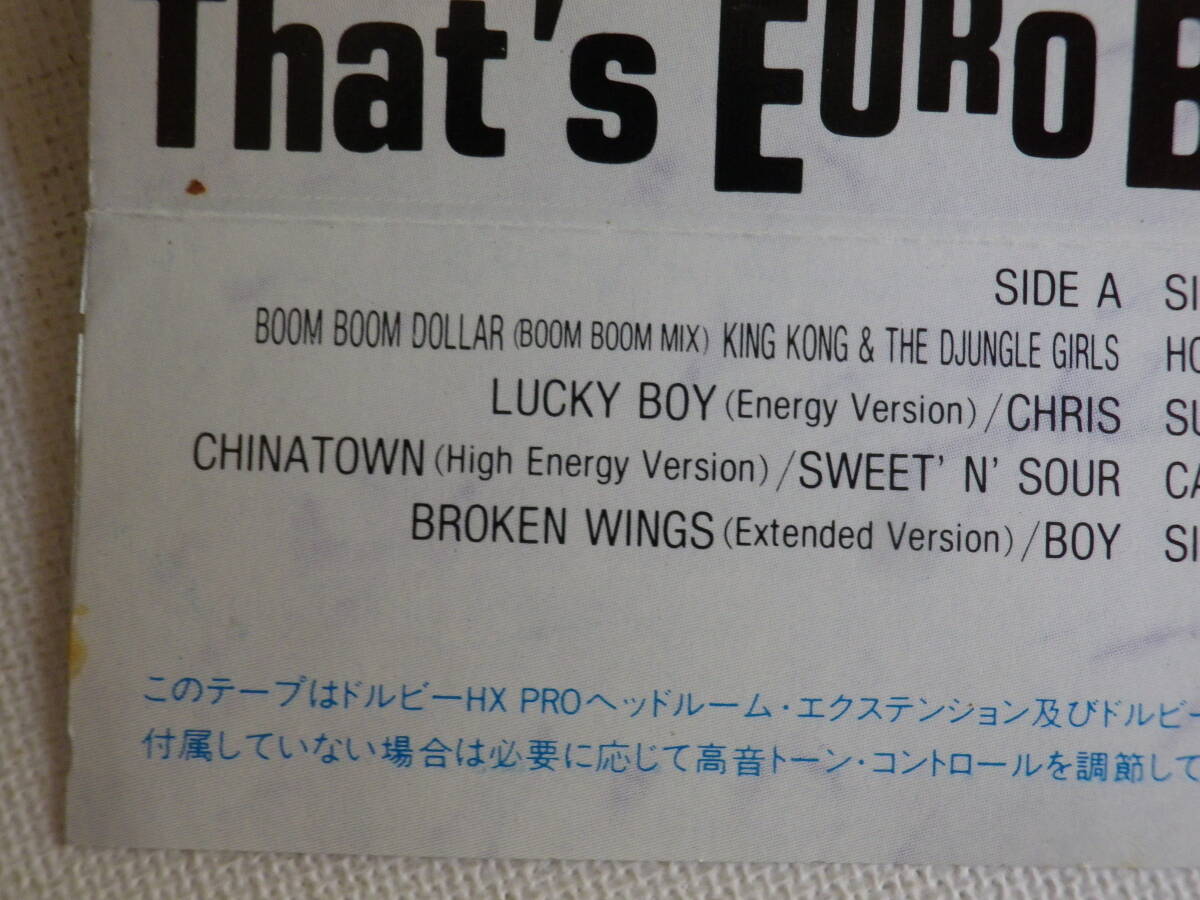 That's EURO
SIDE A
BOOM BOOM DOLLAR (BOOM BOOM MIX) KING KONG & THE DJUNGLE GIRLS
LUCKY BOY (Energy Version) / CHRIS
CHINATOWN (High Energy Version) / SWEET' N' SOUR
BROKEN WINGS (Extended Version) / BOY
このテープはドルビーHX PROヘッドルーム・エクステンション及びドルビー
付属していない場合は必要に応じて高音トーン・コントロールを調節して